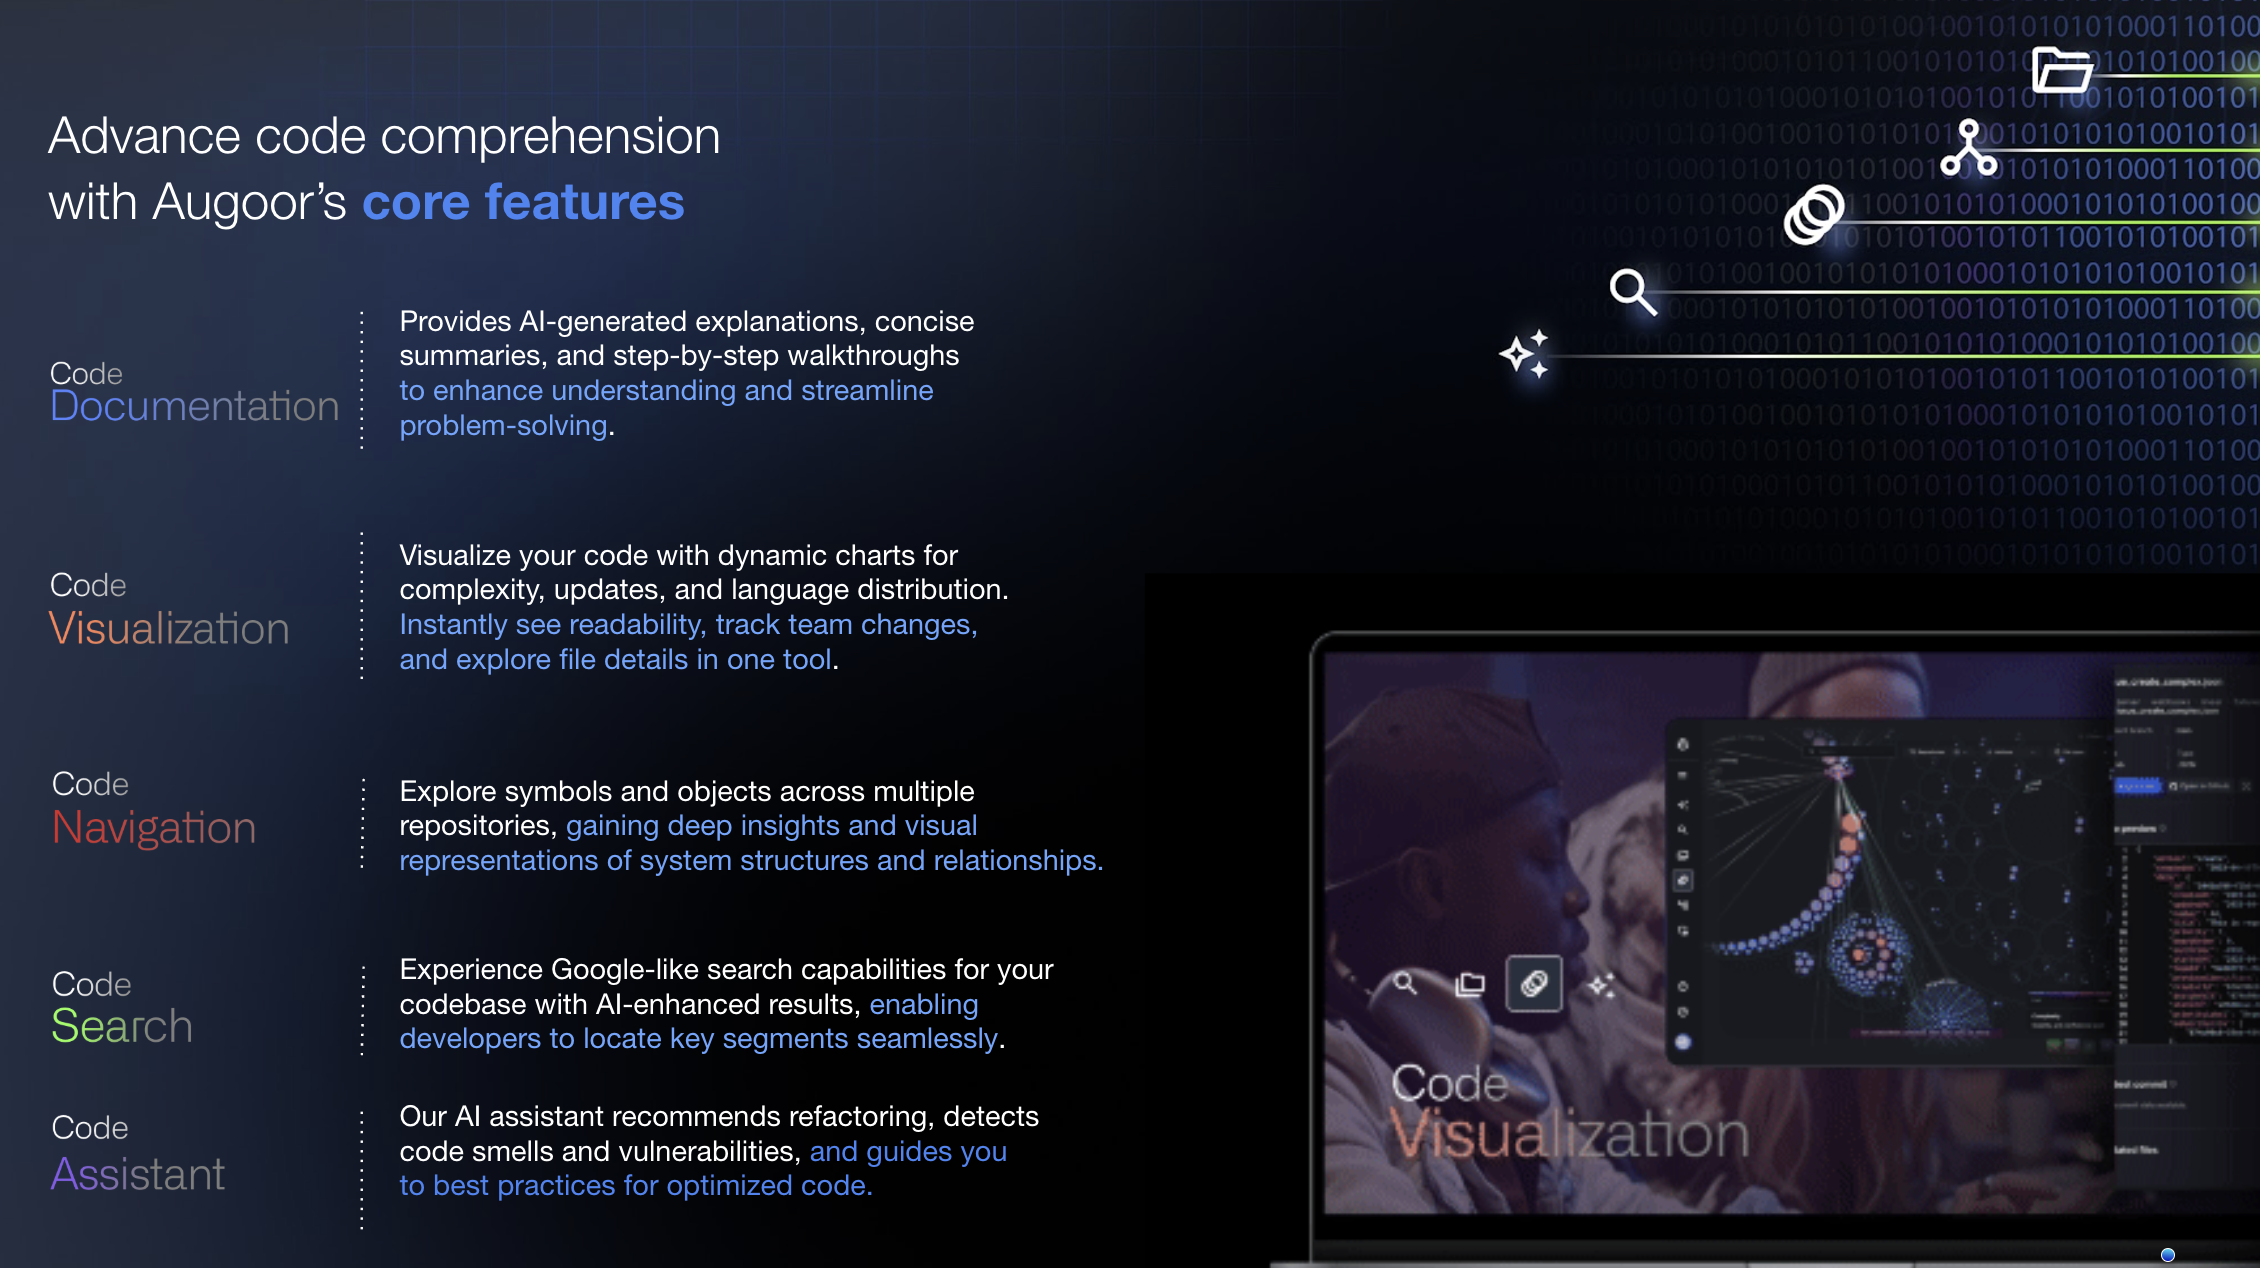 Advance code comprehension
with Augoor’s core features
Code
Documentation
Provides AI-generated explanations, concise
summaries, and step-by-step walkthroughs
to enhance understanding and streamline
problem-solving.
Code
Visualization
Visualize your code with dynamic charts for
complexity, updates, and language distribution.
Instantly see readability, track team changes,
and explore file details in one tool.
Code
Navigation
Explore symbols and objects across multiple
repositories, gaining deep insights and visual
representations of system structures and relationships.
Code
Search
Experience Google-like search capabilities for your
codebase with AI-enhanced results, enabling
developers to locate key segments seamlessly.
Code
Assistant
Our AI assistant recommends refactoring, detects
code smells and vulnerabilities, and guides you
to best practices for optimized code.
Code
Visualization